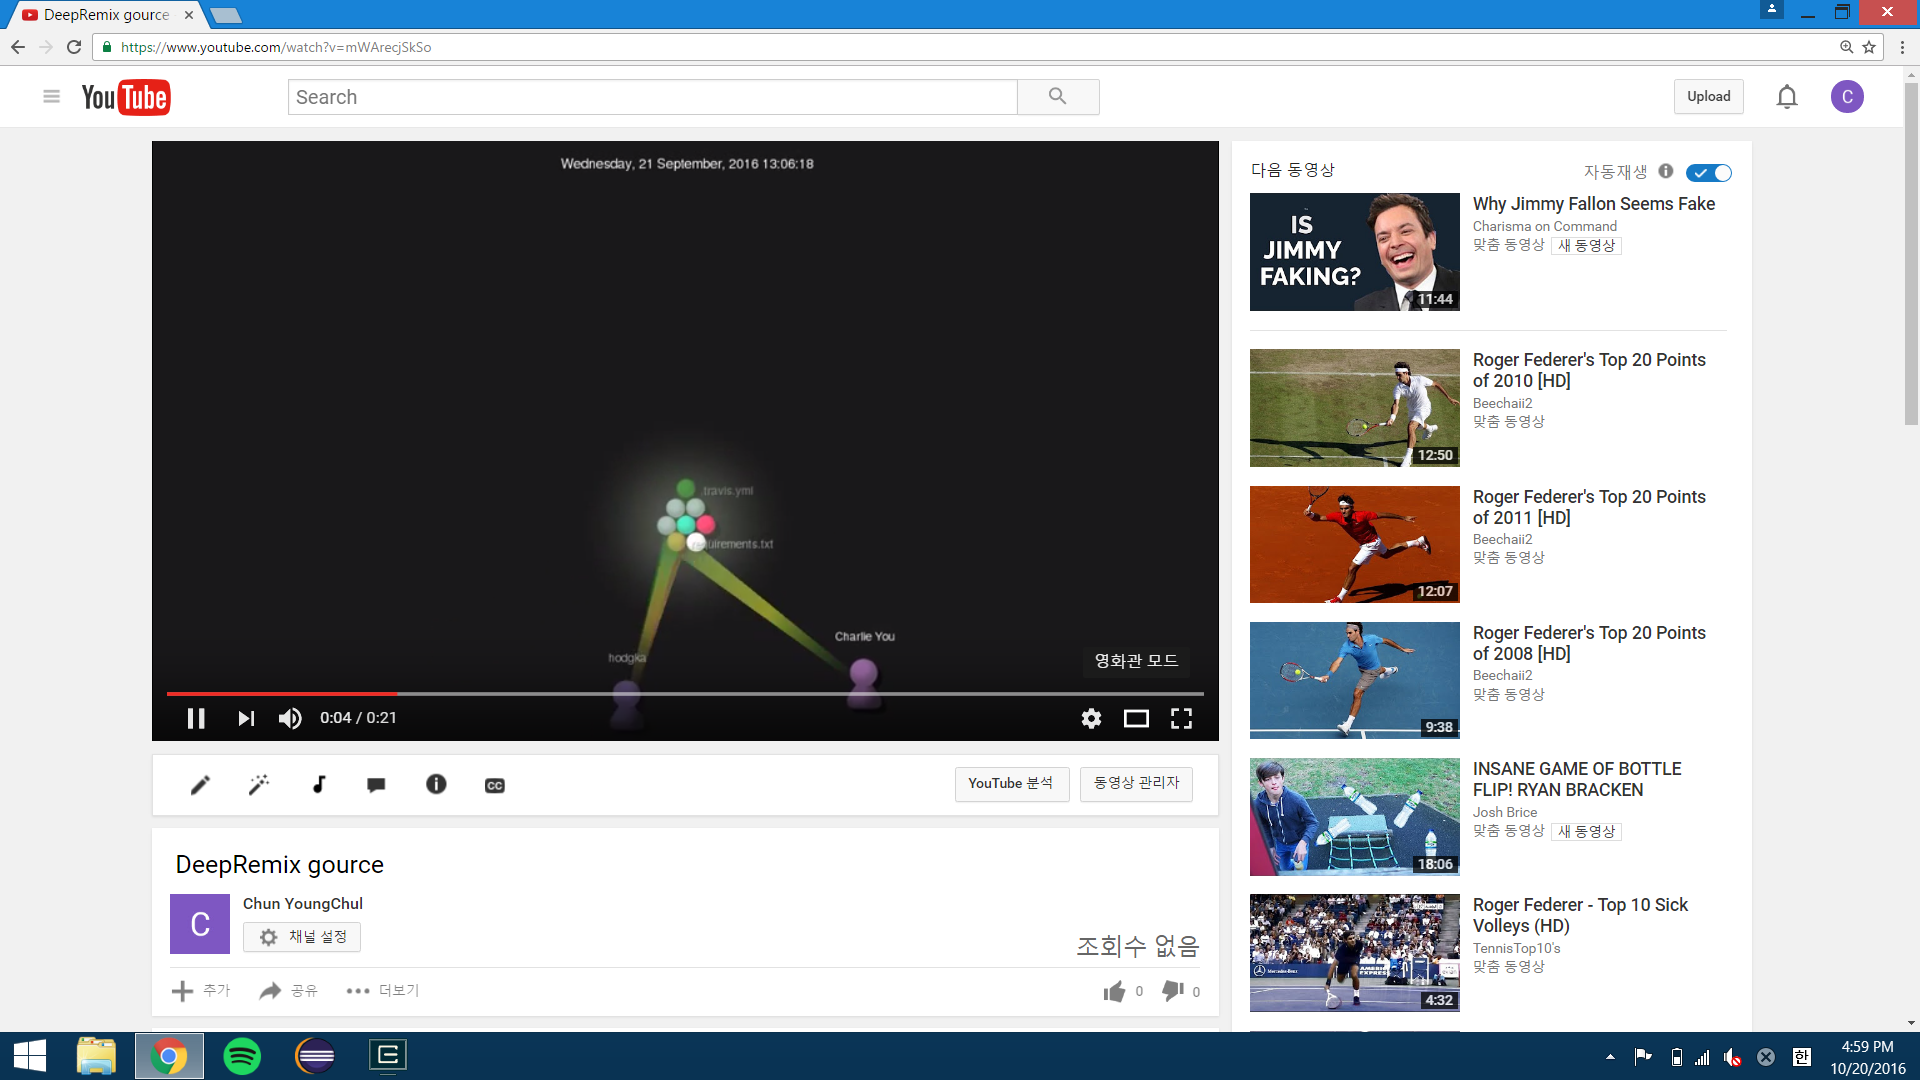 DeepRemix gource
https://www.youtube.com/watch?v=mWArecjSkSo
YouTube
Search
Upload
C
Wednesday, 21 September, 2016 13:06:18
.travis.yml
requirements.txt
Charlie You
hodgka
영화관 모드
0:04 / 0:21
CC
YouTube 분석
동영상 관리자
DeepRemix gource
C
Chun YoungChul
채널 설정
조회수 없음
추가
공유
더보기
0
0
다음 동영상
자동재생
IS
JIMMY
FAKING?
11:44
Why Jimmy Fallon Seems Fake
Charisma on Command
맞춤 동영상 새 동영상
12:50
Roger Federer's Top 20 Points
of 2010 [HD]
Beechaii2
맞춤 동영상
12:07
Roger Federer's Top 20 Points
of 2011 [HD]
Beechaii2
맞춤 동영상
9:38
Roger Federer's Top 20 Points
of 2008 [HD]
Beechaii2
맞춤 동영상
18:06
INSANE GAME OF BOTTLE
FLIP! RYAN BRACKEN
Josh Brice
맞춤 동영상 새 동영상
Mercedes-Benz
4:32
Roger Federer - Top 10 Sick
Volleys (HD)
TennisTop10's
맞춤 동영상
한
4:59 PM
10/20/2016